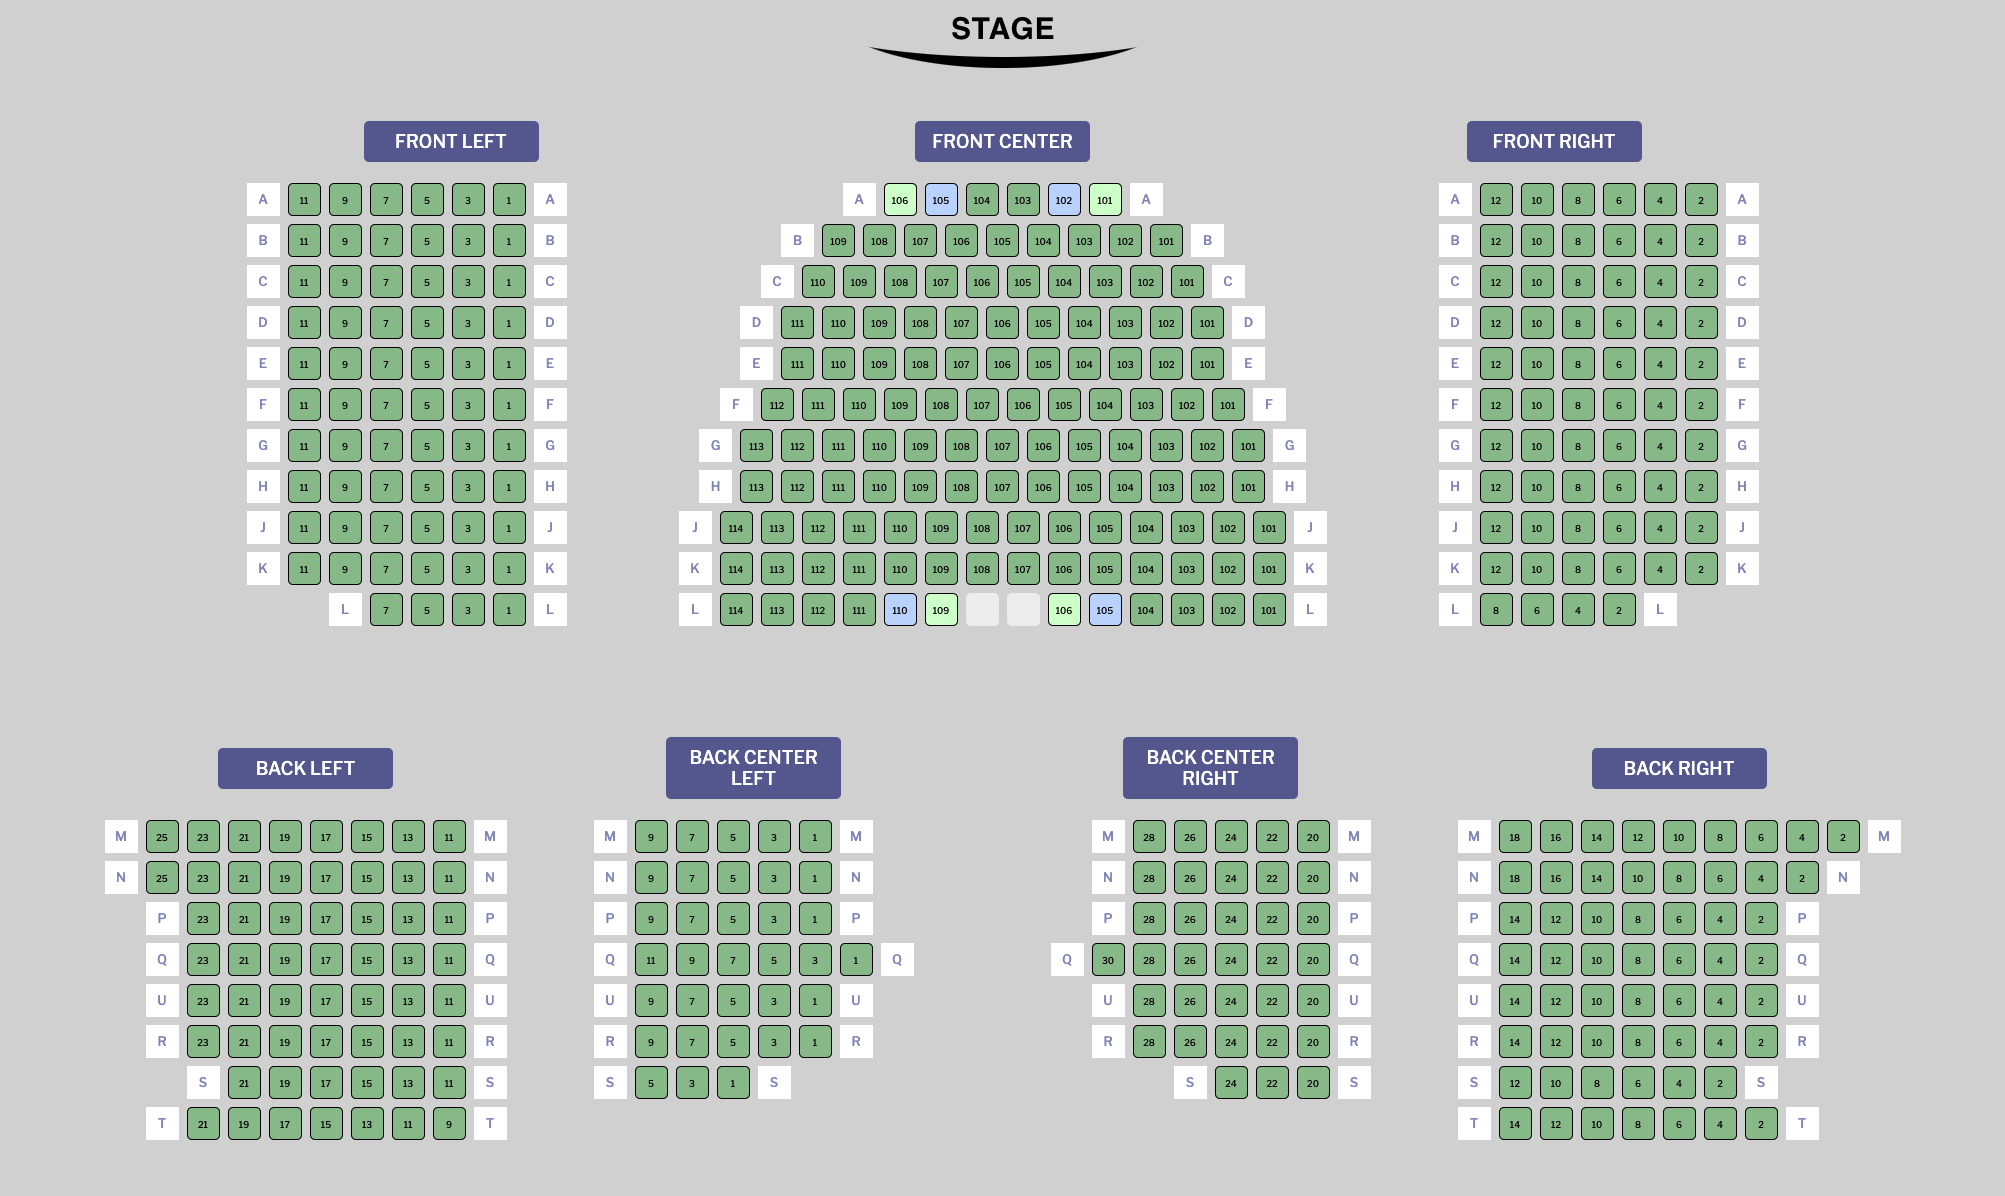 STAGE
FRONT LEFT
A 11 9 7 5 3 1 A
B 11 9 7 5 3 1 B
C 11 9 7 5 3 1 C
D 11 9 7 5 3 1 D
E 11 9 7 5 3 1 E
F 11 9 7 5 3 1 F
G 11 9 7 5 3 1 G
H 11 9 7 5 3 1 H
J 11 9 7 5 3 1 J
K 11 9 7 5 3 1 K
L 7 5 3 1 L
FRONT CENTER
A 106 105 104 103 102 101 A
B 109 108 107 106 105 104 103 102 101 B
C 110 109 108 107 106 105 104 103 102 101 C
D 111 110 109 108 107 106 105 104 103 102 101 D
E 111 110 109 108 107 106 105 104 103 102 101 E
F 112 111 110 109 108 107 106 105 104 103 102 101 F
G 113 112 111 110 109 108 107 106 105 104 103 102 101 G
H 113 112 111 110 109 108 107 106 105 104 103 102 101 H
J 114 113 112 111 110 109 108 107 106 105 104 103 102 101 J
K 114 113 112 111 110 109 108 107 106 105 104 103 102 101 K
L 114 113 112 111 110 109 106 105 104 103 102 101 L
FRONT RIGHT
A 12 10 8 6 4 2 A
B 12 10 8 6 4 2 B
C 12 10 8 6 4 2 C
D 12 10 8 6 4 2 D
E 12 10 8 6 4 2 E
F 12 10 8 6 4 2 F
G 12 10 8 6 4 2 G
H 12 10 8 6 4 2 H
J 12 10 8 6 4 2 J
K 12 10 8 6 4 2 K
L 8 6 4 2 L
BACK LEFT
M 25 23 21 19 17 15 13 11 M
N 25 23 21 19 17 15 13 11 N
P 23 21 19 17 15 13 11 P
Q 23 21 19 17 15 13 11 Q
U 23 21 19 17 15 13 11 U
R 23 21 19 17 15 13 11 R
S 21 19 17 15 13 11 S
T 21 19 17 15 13 11 9 T
BACK CENTER
LEFT
M 9 7 5 3 1 M
N 9 7 5 3 1 N
P 9 7 5 3 1 P
Q 11 9 7 5 3 1 Q
U 9 7 5 3 1 U
R 9 7 5 3 1 R
S 5 3 1 S
BACK CENTER
RIGHT
M 28 26 24 22 20 M
N 28 26 24 22 20 N
P 28 26 24 22 20 P
Q 30 28 26 24 22 20 Q
U 28 26 24 22 20 U
R 28 26 24 22 20 R
S 24 22 20 S
BACK RIGHT
M 18 16 14 12 10 8 6 4 2 M
N 18 16 14 10 8 6 4 2 N
P 14 12 10 8 6 4 2 P
Q 14 12 10 8 6 4 2 Q
U 14 12 10 8 6 4 2 U
R 14 12 10 8 6 4 2 R
S 12 10 8 6 4 2 S
T 14 12 10 8 6 4 2 T